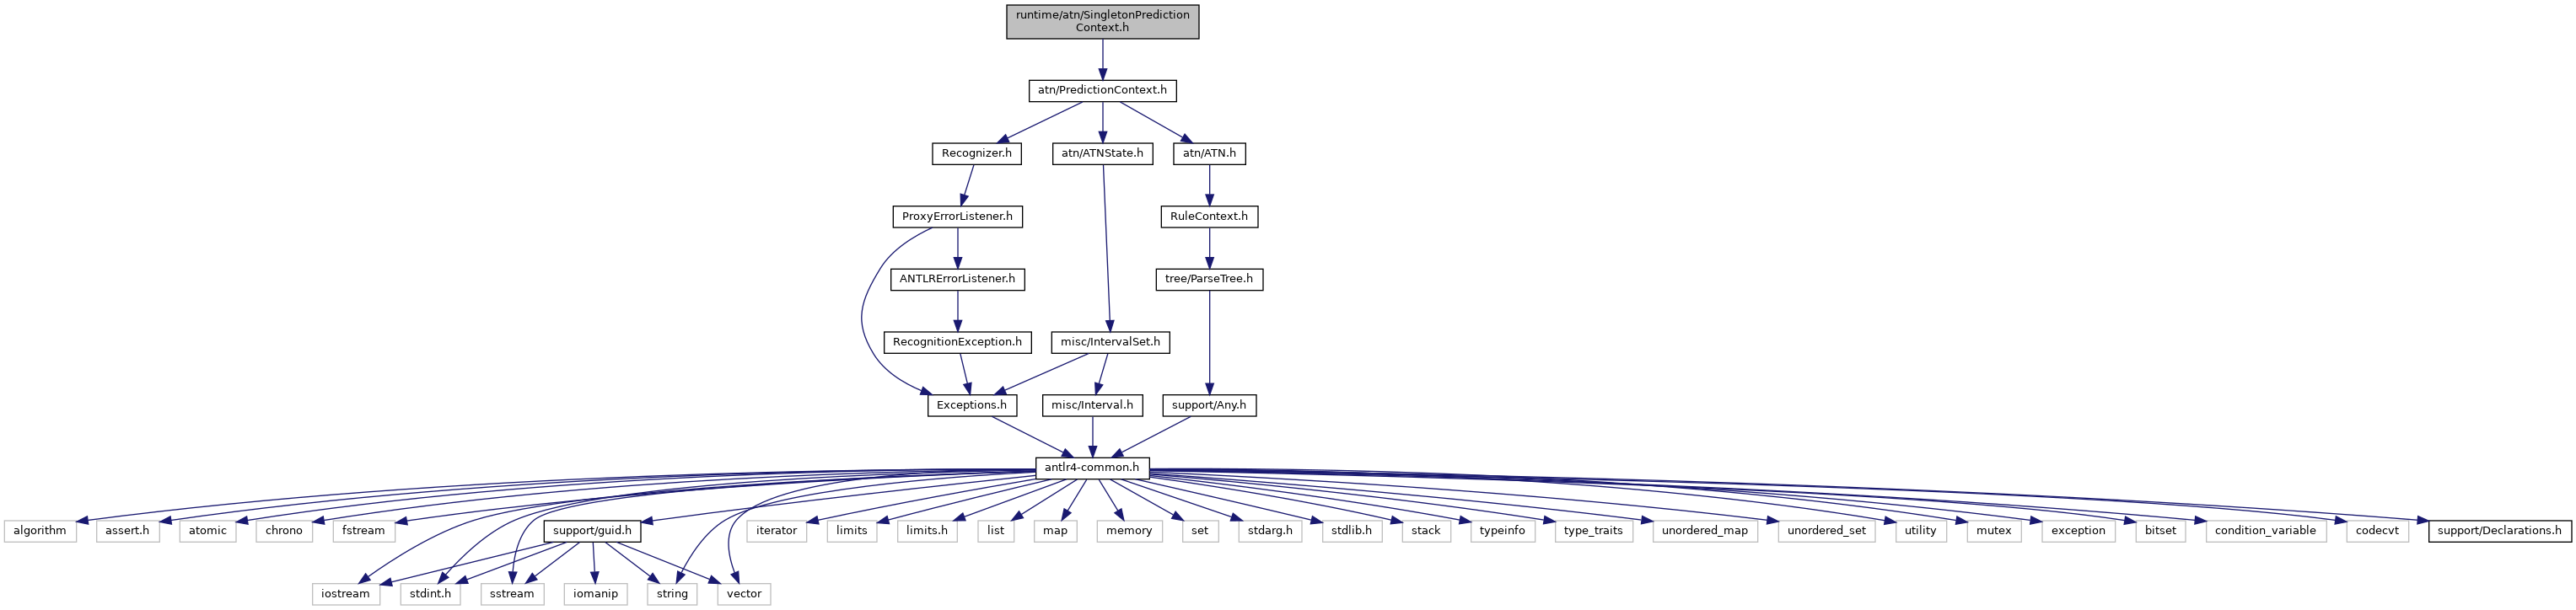 runtime/atn/SingletonPrediction
Context.h
atn/PredictionContext.h
Recognizer.h
atn/ATNState.h
atn/ATN.h
ProxyErrorListener.h
RuleContext.h
ANTLRErrorListener.h
tree/ParseTree.h
RecognitionException.h
misc/IntervalSet.h
Exceptions.h
misc/Interval.h
support/Any.h
antlr4-common.h
algorithm
assert.h
atomic
chrono
fstream
support/guid.h
iterator
limits
limits.h
list
map
memory
set
stdarg.h
stdlib.h
stack
typeinfo
type_traits
unordered_map
unordered_set
utility
mutex
exception
bitset
condition_variable
codecvt
support/Declarations.h
iostream
stdint.h
sstream
iomanip
string
vector